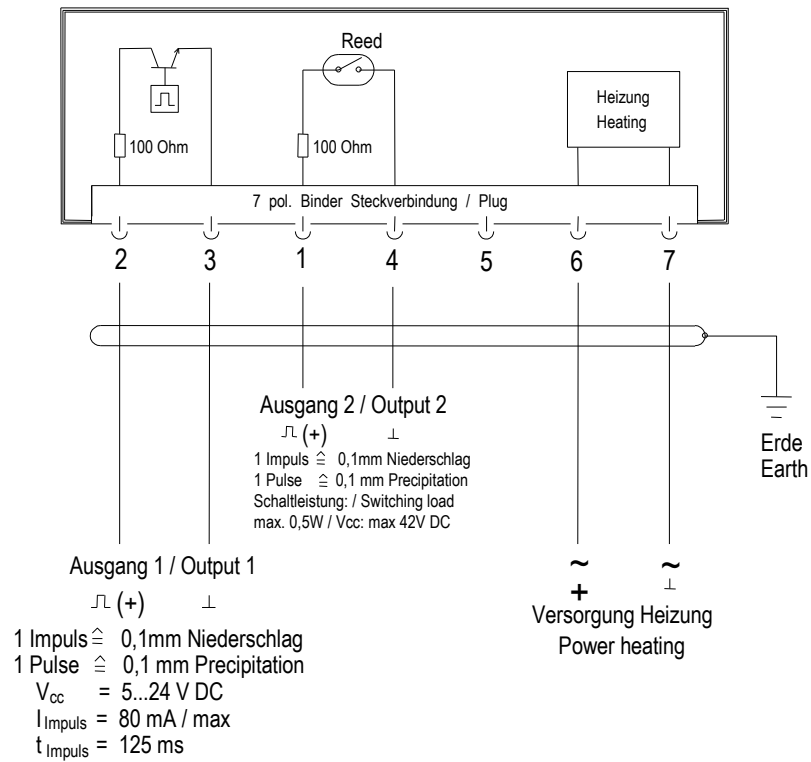 Reed
Heizung
Heating
100 Ohm
100 Ohm
7 pol. Binder Steckverbindung / Plug
2 3 1 4 5 6 7
Ausgang 2 / Output 2
⎍ (+) ⊥
1 Impuls ≙ 0,1mm Niederschlag
1 Pulse ≙ 0,1 mm Precipitation
Schaltleistung: / Switching load
max. 0,5W / Vcc: max 42V DC
Erde
Earth
Ausgang 1 / Output 1
⎍ (+) ⊥
1 Impuls ≙ 0,1mm Niederschlag
1 Pulse ≙ 0,1 mm Precipitation
Vcc = 5...24 V DC
I Impuls = 80 mA / max
t Impuls = 125 ms
~ ~
+ ⊥
Versorgung Heizung
Power heating